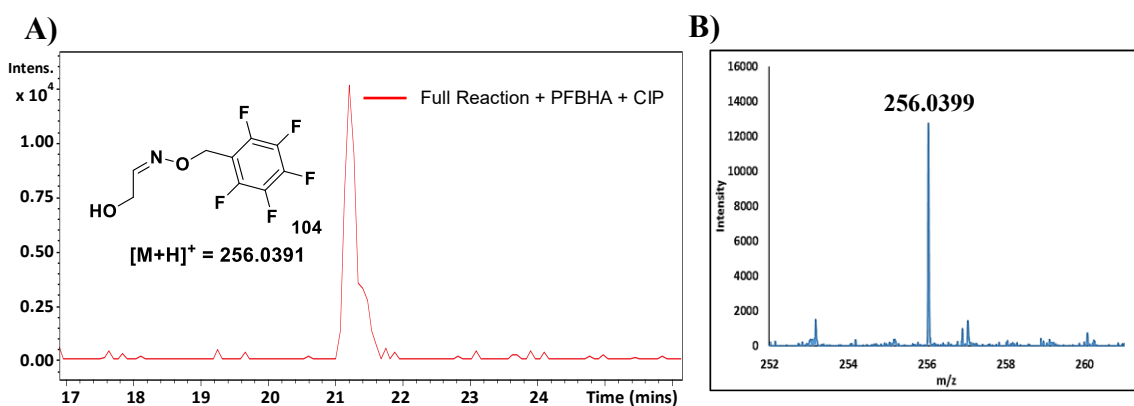 A)
Intens.
x 10⁴
1.00
0.75
0.50
0.25
0.00
Full Reaction + PFBHA + CIP
F
F
F
F
F
N
O
HO
104
[M+H]⁺ = 256.0391
17 18 19 20 21 22 23 24 Time (mins)
B)
256.0399
Intensity
16000
14000
12000
10000
8000
6000
4000
2000
0
252 254 256 258 260
m/z